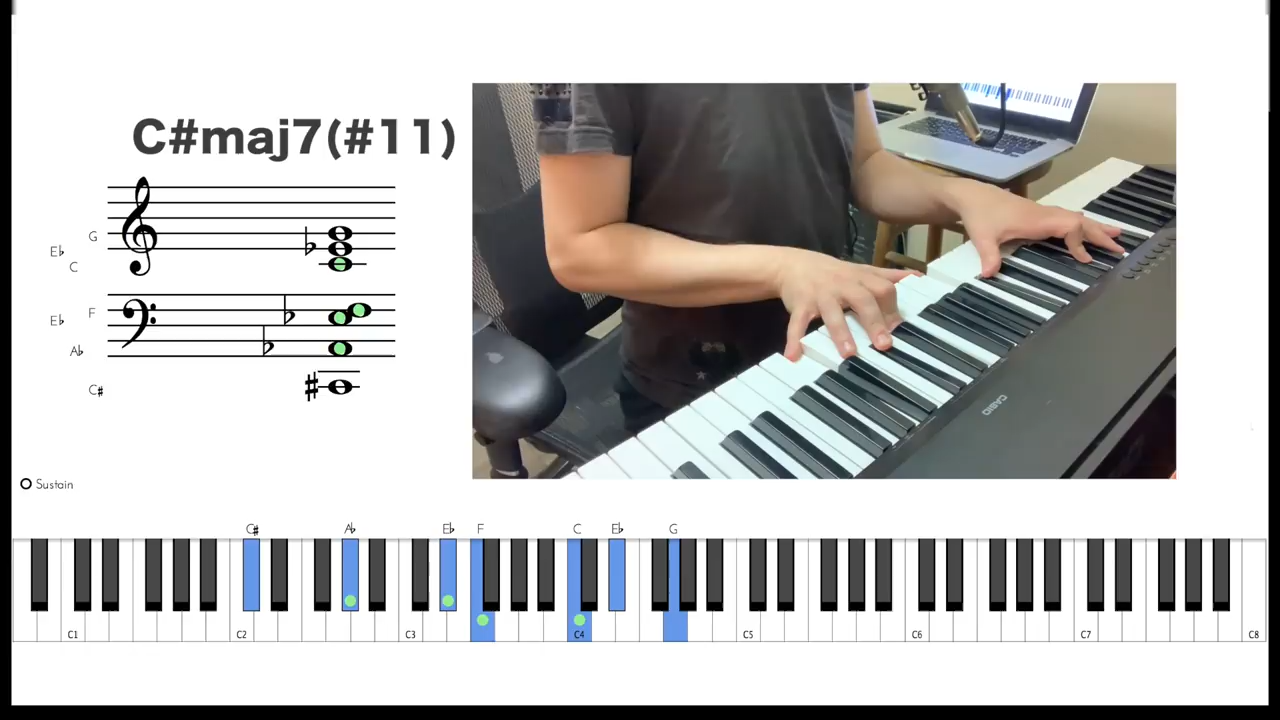 C#maj7(#11)
G
E♭
C
F
E♭
A♭
C#
Sustain
CASIO
C# A♭ E♭ F C E♭ G
C1 C2 C3 C4 C5 C6 C7 C8